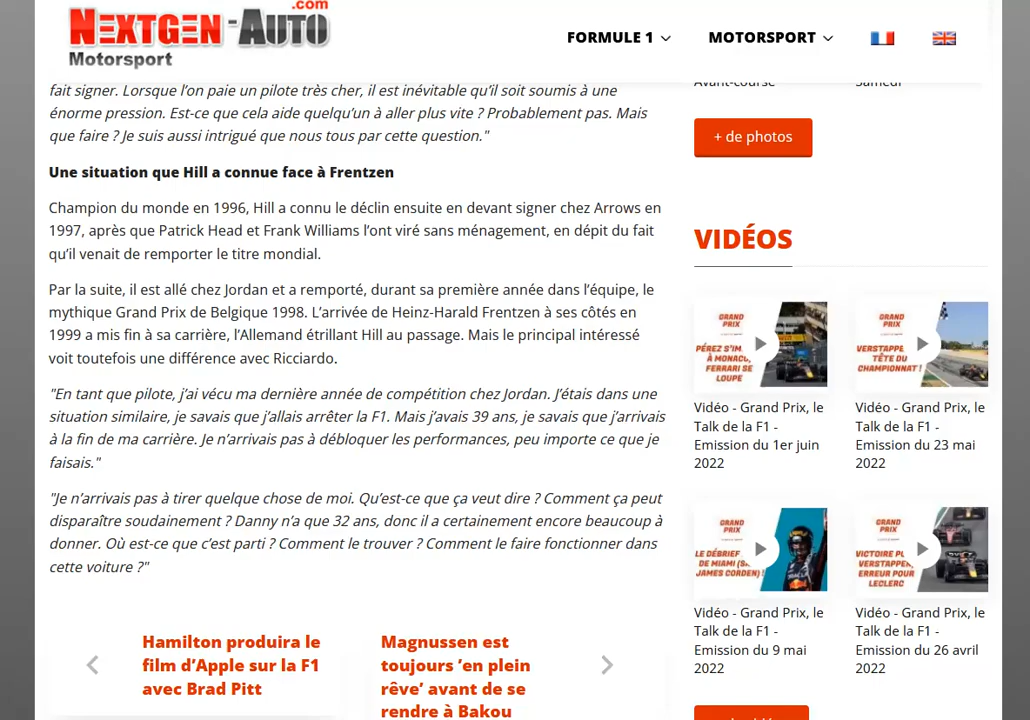 NEXTGEN-AUTO.com
Motorsport
FORMULE 1
MOTORSPORT
fait signer. Lorsque l’on paie un pilote très cher, il est inévitable qu’il soit soumis à une
énorme pression. Est-ce que cela aide quelqu’un à aller plus vite ? Probablement pas. Mais
que faire ? Je suis aussi intrigué que nous tous par cette question."
Une situation que Hill a connue face à Frentzen
Champion du monde en 1996, Hill a connu le déclin ensuite en devant signer chez Arrows en
1997, après que Patrick Head et Frank Williams l’ont viré sans ménagement, en dépit du fait
qu’il venait de remporter le titre mondial.
Par la suite, il est allé chez Jordan et a remporté, durant sa première année dans l’équipe, le
mythique Grand Prix de Belgique 1998. L’arrivée de Heinz-Harald Frentzen à ses côtés en
1999 a mis fin à sa carrière, l’Allemand étrillant Hill au passage. Mais le principal intéressé
voit toutefois une différence avec Ricciardo.
"En tant que pilote, j’ai vécu ma dernière année de compétition chez Jordan. J’étais dans une
situation similaire, je savais que j’allais arrêter la F1. Mais j’avais 39 ans, je savais que j’arrivais
à la fin de ma carrière. Je n’arrivais pas à débloquer les performances, peu importe ce que je
faisais."
"Je n’arrivais pas à tirer quelque chose de moi. Qu’est-ce que ça veut dire ? Comment ça peut
disparaître soudainement ? Danny n’a que 32 ans, donc il a certainement encore beaucoup à
donner. Où est-ce que c’est parti ? Comment le trouver ? Comment le faire fonctionner dans
cette voiture ?"
Hamilton produira le
film d’Apple sur la F1
avec Brad Pitt
Magnussen est
toujours ’en plein
rêve’ avant de se
rendre à Bakou
Avant-course
Samedi
+ de photos
VIDÉOS
GRAND
PRIX
PÉREZ S'IM
À MONACO,
FERRARI SE
LOUPE
Vidéo - Grand Prix, le
Talk de la F1 -
Emission du 1er juin
2022
GRAND
PRIX
VERSTAPPE
TÊTE DU
CHAMPIONNAT !
Vidéo - Grand Prix, le
Talk de la F1 -
Emission du 23 mai
2022
GRAND
PRIX
LE DÉBRIEF
DE MIAMI (S
JAMES CORDEN) !
Vidéo - Grand Prix, le
Talk de la F1 -
Emission du 9 mai
2022
GRAND
PRIX
VICTOIRE PO
VERSTAPPEN,
ERREUR POUR
LECLERC
Vidéo - Grand Prix, le
Talk de la F1 -
Emission du 26 avril
2022